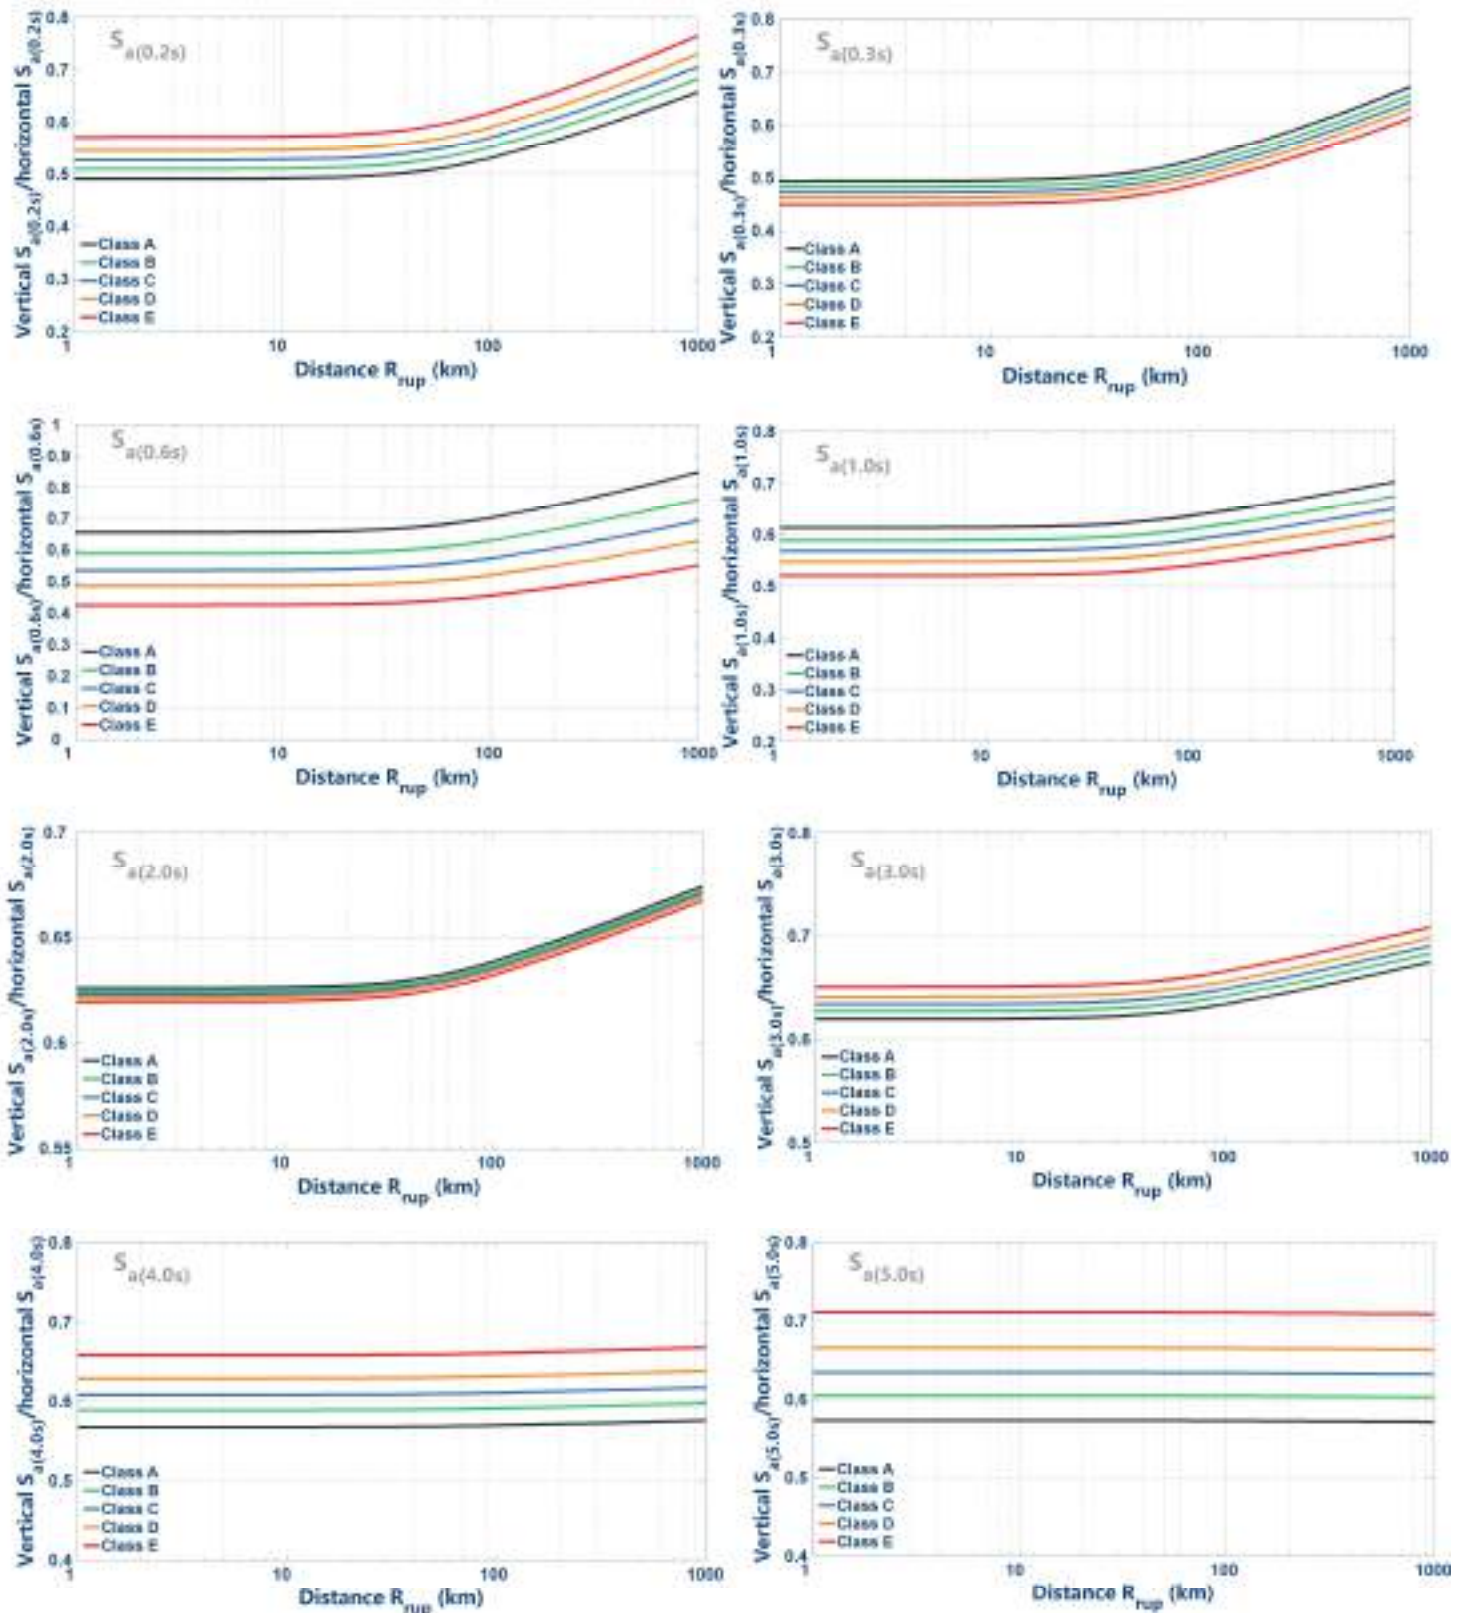 Vertical Sa(0.2s)/horizontal Sa(0.2s)
Sa(0.2s)
0.8
0.7
0.6
0.5
0.4
0.3
0.2
Class A
Class B
Class C
Class D
Class E
1 10 100 1000
Distance Rrup (km)
Vertical Sa(0.3s)/horizontal Sa(0.3s)
Sa(0.3s)
0.8
0.7
0.6
0.5
0.4
0.3
0.2
Class A
Class B
Class C
Class D
Class E
1 10 100 1000
Distance Rrup (km)
Vertical Sa(0.6s)/horizontal Sa(0.6s)
Sa(0.6s)
1
0.9
0.8
0.7
0.6
0.5
0.4
0.3
0.2
0.1
0
Class A
Class B
Class C
Class D
Class E
1 10 100 1000
Distance Rrup (km)
Vertical Sa(1.0s)/horizontal Sa(1.0s)
Sa(1.0s)
0.8
0.7
0.6
0.5
0.4
0.3
0.2
Class A
Class B
Class C
Class D
Class E
1 10 100 1000
Distance Rrup (km)
Vertical Sa(2.0s)/horizontal Sa(2.0s)
Sa(2.0s)
0.7
0.65
0.6
0.55
Class A
Class B
Class C
Class D
Class E
1 10 100 1000
Distance Rrup (km)
Vertical Sa(3.0s)/horizontal Sa(3.0s)
Sa(3.0s)
0.8
0.7
0.6
0.5
Class A
Class B
Class C
Class D
Class E
1 10 100 1000
Distance Rrup (km)
Vertical Sa(4.0s)/horizontal Sa(4.0s)
Sa(4.0s)
0.8
0.7
0.6
0.5
0.4
Class A
Class B
Class C
Class D
Class E
1 10 100 1000
Distance Rrup (km)
Vertical Sa(5.0s)/horizontal Sa(5.0s)
Sa(5.0s)
0.8
0.7
0.6
0.5
0.4
Class A
Class B
Class C
Class D
Class E
1 10 100 1000
Distance Rrup (km)